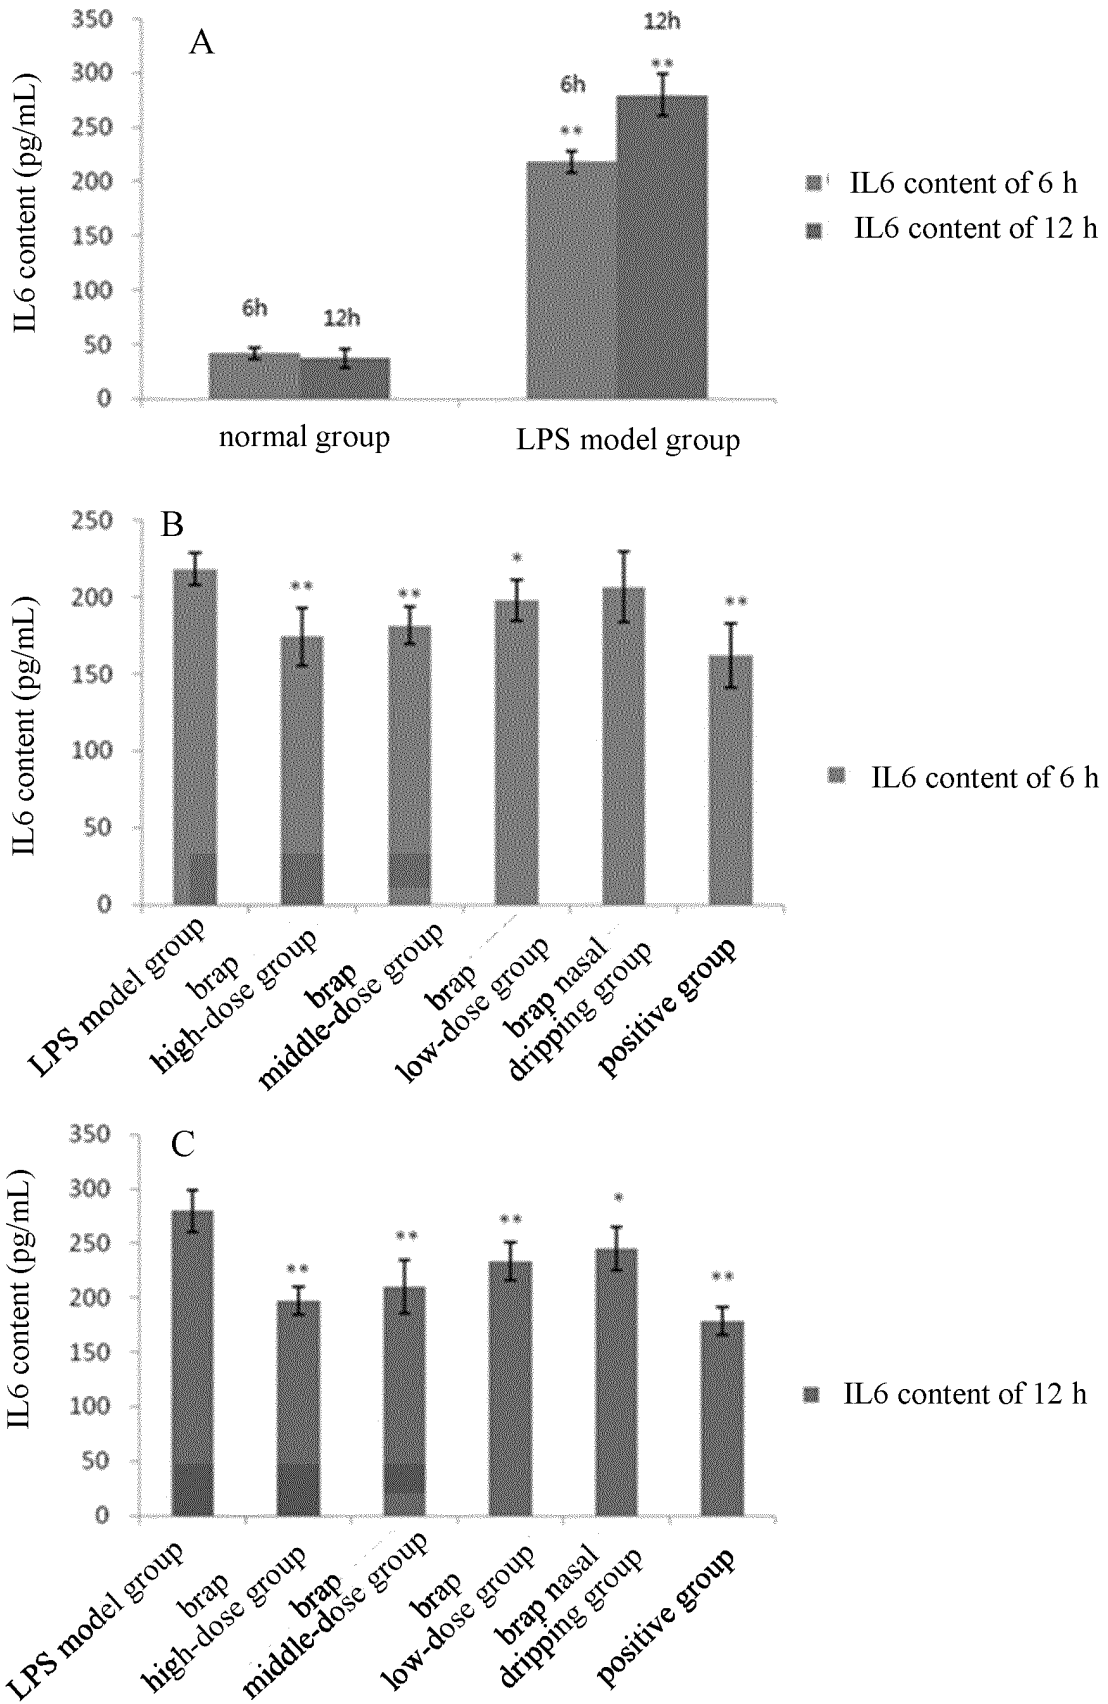 A
IL6 content (pg/mL)
350
300
250
200
150
100
50
0
6h
12h
6h
**
12h
**
normal group
LPS model group
IL6 content of 6 h
IL6 content of 12 h
B
IL6 content (pg/mL)
250
200
150
100
50
0
**
**
*
**
LPS model group
brap
high-dose group
brap
middle-dose group
brap
low-dose group
brap nasal
dripping group
positive group
IL6 content of 6 h
C
IL6 content (pg/mL)
350
300
250
200
150
100
50
0
**
**
**
*
**
LPS model group
brap
high-dose group
brap
middle-dose group
brap
low-dose group
brap nasal
dripping group
positive group
IL6 content of 12 h